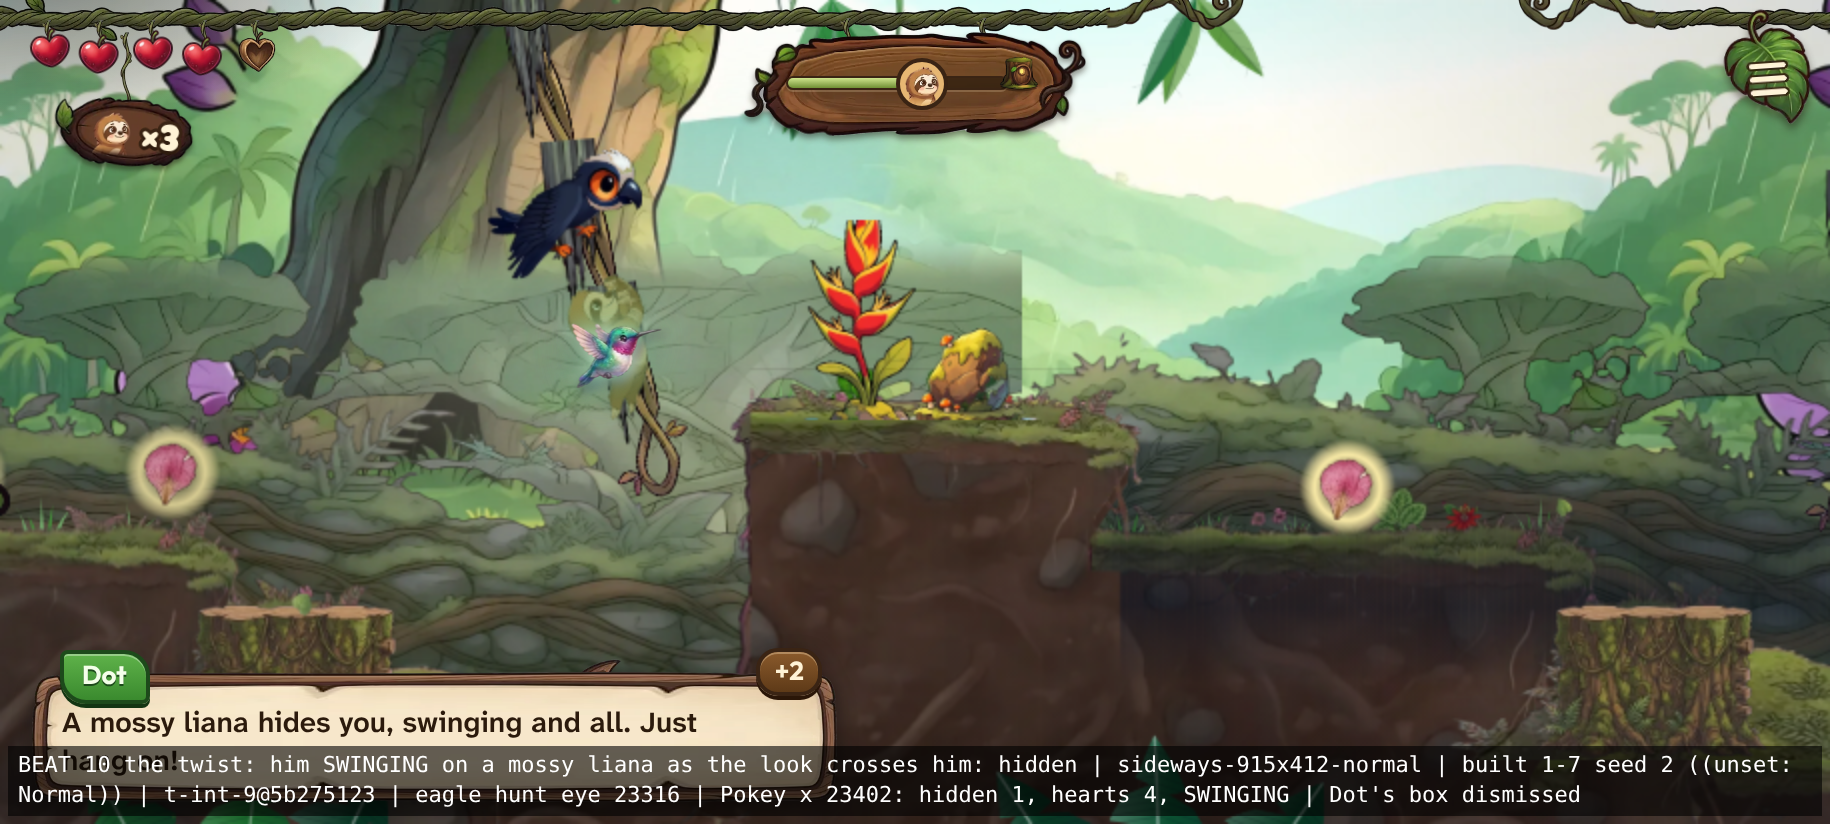 ×3
Dot
+2
A mossy liana hides you, swinging and all. Just
hang on!
BEAT 10 the twist: him SWINGING on a mossy liana as the look crosses him: hidden | sideways-915x412-normal | built 1-7 seed 2 ((unset:
Normal)) | t-int-9@5b275123 | eagle hunt eye 23316 | Pokey x 23402: hidden 1, hearts 4, SWINGING | Dot's box dismissed